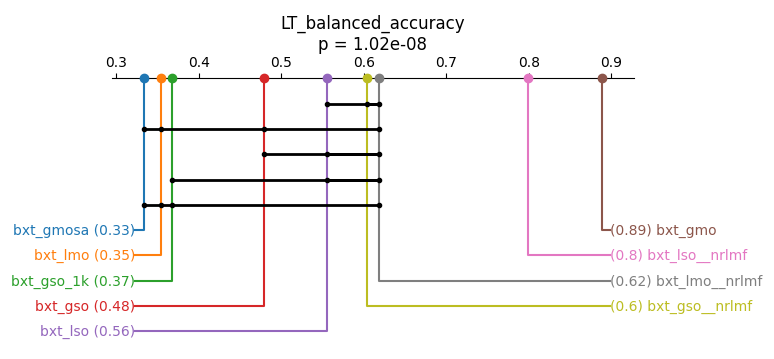 LT_balanced_accuracy
p = 1.02e-08
0.3 0.4 0.5 0.6 0.7 0.8 0.9
bxt_gmosa (0.33) (0.89) bxt_gmo
bxt_lmo (0.35) (0.8) bxt_lso__nrlmf
bxt_gso_1k (0.37) (0.62) bxt_lmo__nrlmf
bxt_gso (0.48) (0.6) bxt_gso__nrlmf
bxt_lso (0.56)